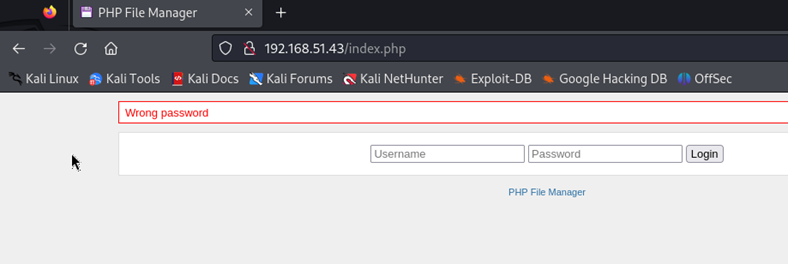 PHP File Manager
192.168.51.43/index.php
Kali Linux Kali Tools Kali Docs Kali Forums Kali NetHunter Exploit-DB Google Hacking DB OffSec
Wrong password
Username Password Login
PHP File Manager